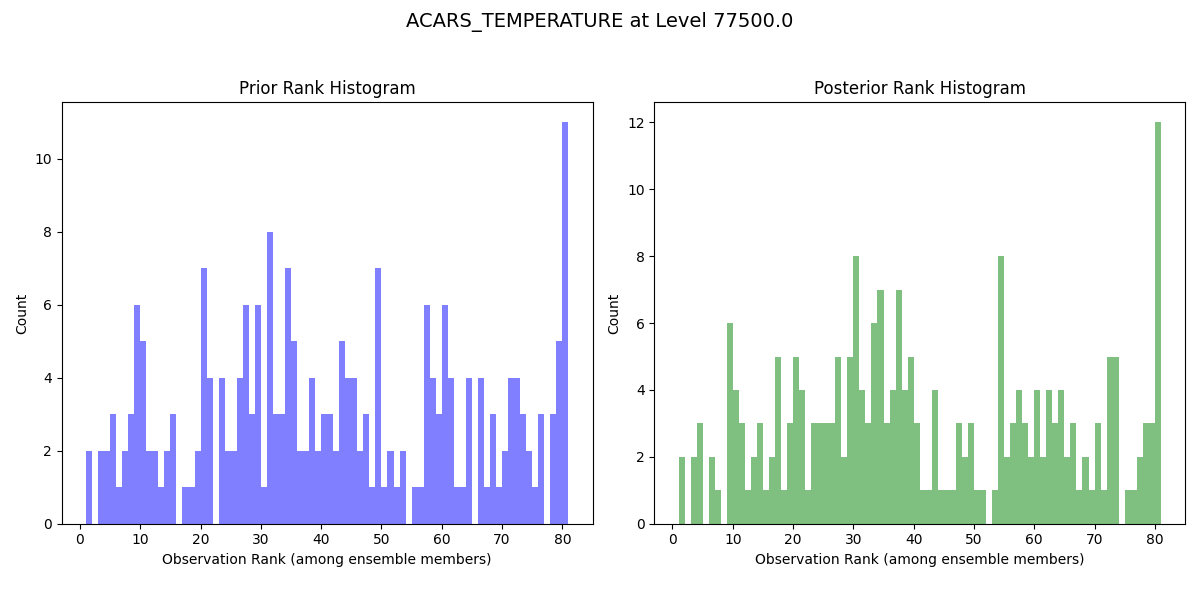 ACARS_TEMPERATURE at Level 77500.0
Prior Rank Histogram
Count
10
8
6
4
2
0
0 10 20 30 40 50 60 70 80
Observation Rank (among ensemble members)
Posterior Rank Histogram
Count
12
10
8
6
4
2
0
0 10 20 30 40 50 60 70 80
Observation Rank (among ensemble members)